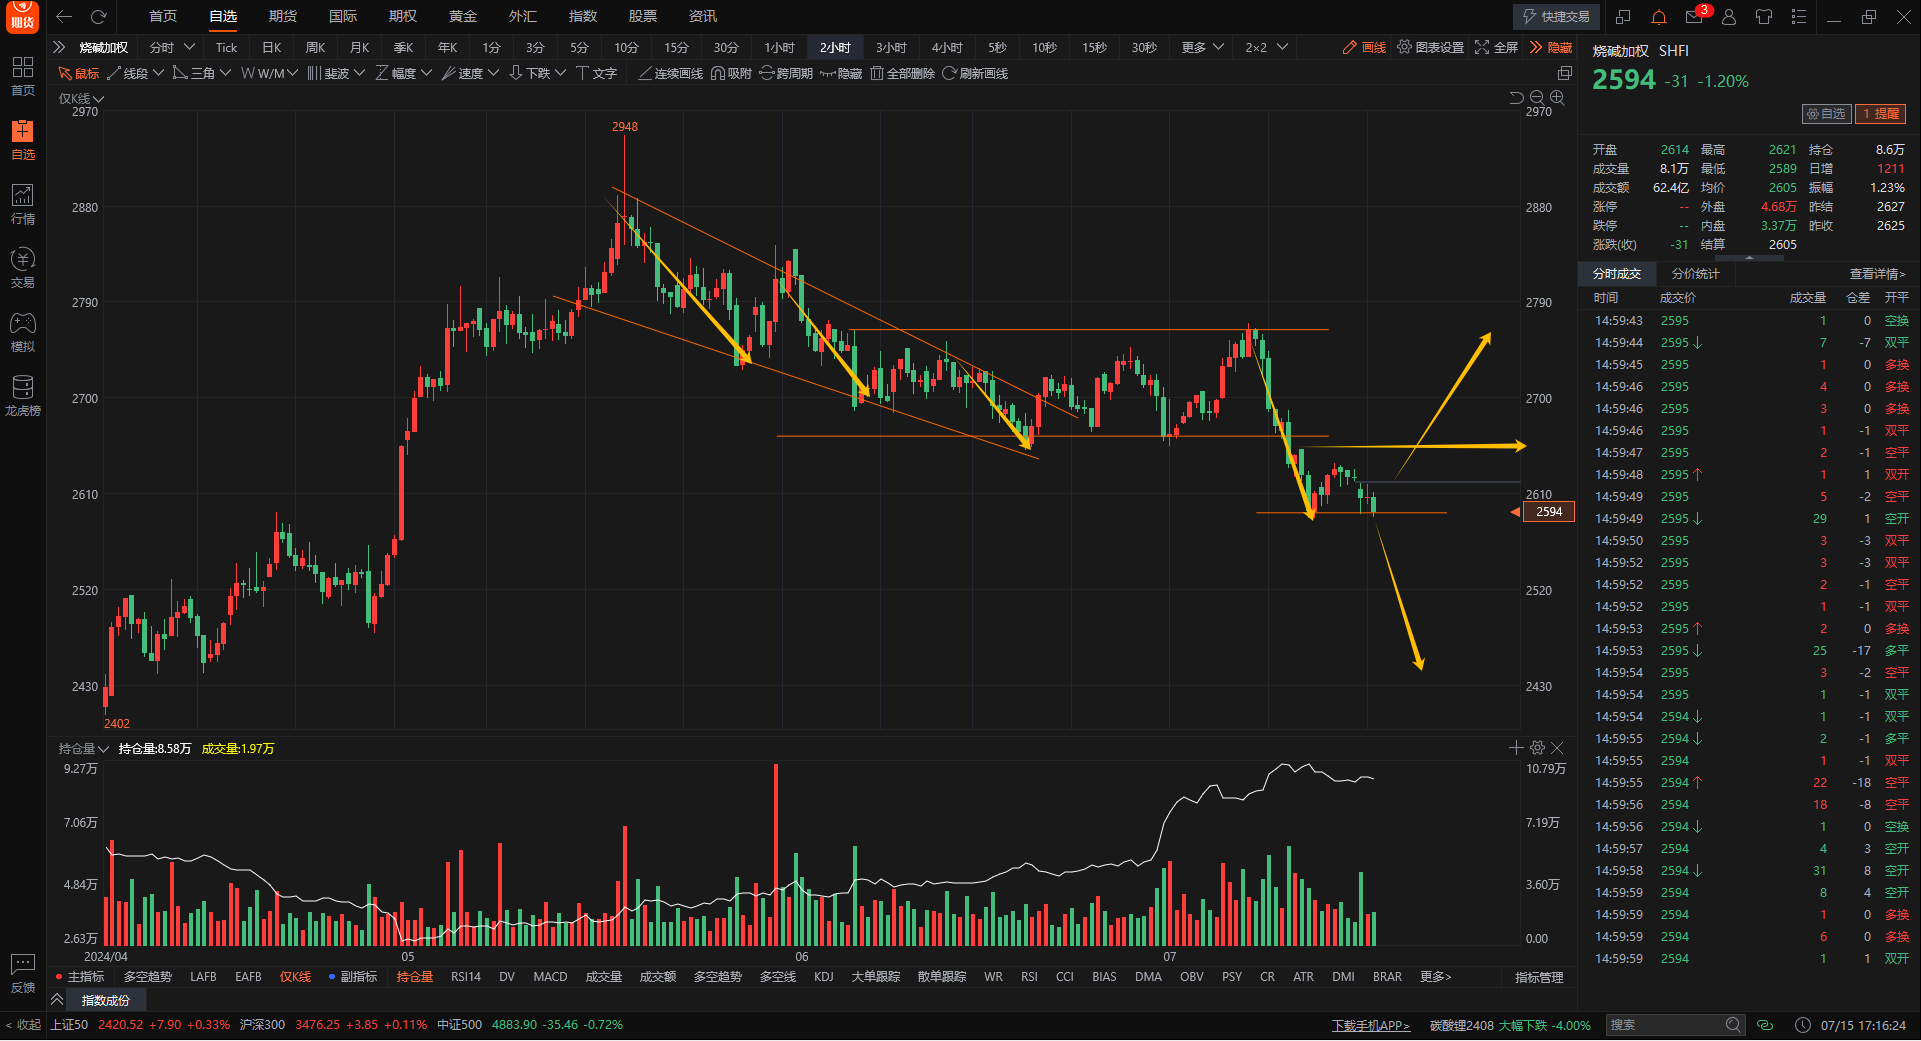 期货
首页 自选 期货 国际 期权 黄金 外汇 指数 股票 资讯 快捷交易 3
烧碱加权 分时 Tick 日K 周K 月K 季K 年K 1分 3分 5分 10分 15分 30分 1小时 2小时 3小时 4小时 5秒 10秒 15秒 30秒 更多 2×2 画线 图表设置 全屏 隐藏
鼠标 线段 三角 W/M 斐波 幅度 速度 下跌 文字 连续画线 吸附 跨周期 隐藏 全部删除 刷新画线
首页
自选
行情
交易
模拟
龙虎榜
反馈
仅K线
2970 2970
2948
2880 2880
2790 2790
2700 2700
2610 2610
2594
2520 2520
2430 2430
2402
持仓量 持仓量:8.58万 成交量:1.97万
9.27万 10.79万
7.06万 7.19万
4.84万 3.60万
2.63万 0.00
2024/04 05 06 07
主指标 多空趋势 LAFB EAFB 仅K线 副指标 持仓量 RSI14 DV MACD 成交量 成交额 多空趋势 多空线 KDJ 大单跟踪 散单跟踪 WR RSI CCI BIAS DMA OBV PSY CR ATR DMI BRAR 更多> 指标管理
指数成份
< 收起 上证50 2420.52 +7.90 +0.33% 沪深300 3476.25 +3.85 +0.11% 中证500 4883.90 -35.46 -0.72% 下载手机APP> 碳酸锂2408 大幅下跌 -4.00% 搜索 07/15 17:16:24
烧碱加权 SHFI
2594 -31 -1.20%
自选 1 提醒
开盘 2614 最高 2621 持仓 8.6万
成交量 8.1万 最低 2589 日增 1211
成交额 62.4亿 均价 2605 振幅 1.23%
涨停 -- 外盘 4.68万 昨结 2627
跌停 -- 内盘 3.37万 昨收 2625
涨跌(收) -31 结算 2605
分时成交 分价统计 查看详情>
时间 成交价 成交量 仓差 开平
14:59:43 2595 1 0 空换
14:59:44 2595↓ 7 -7 双平
14:59:45 2595 1 0 多换
14:59:46 2595 4 0 多换
14:59:46 2595 3 0 多换
14:59:46 2595 1 -1 双平
14:59:47 2595 2 -1 空平
14:59:48 2595↑ 1 1 双开
14:59:49 2595 5 -2 空平
14:59:49 2595↓ 29 1 空开
14:59:50 2595 3 -3 双平
14:59:52 2595 3 -3 双平
14:59:52 2595 2 -1 空平
14:59:52 2595 1 -1 双平
14:59:53 2595↑ 2 0 多换
14:59:53 2595↓ 25 -17 多平
14:59:54 2595 3 -2 空平
14:59:54 2595 1 -1 双平
14:59:54 2594↓ 1 -1 双平
14:59:55 2594↓ 2 -1 多平
14:59:55 2594 1 -1 双平
14:59:55 2594↑ 22 -18 空平
14:59:56 2594 18 -8 空平
14:59:56 2594↓ 1 0 空换
14:59:57 2594 4 3 空开
14:59:58 2594↓ 31 8 空开
14:59:59 2594 8 4 空开
14:59:59 2594 1 0 多换
14:59:59 2594 6 0 多换
14:59:59 2594 1 1 双开